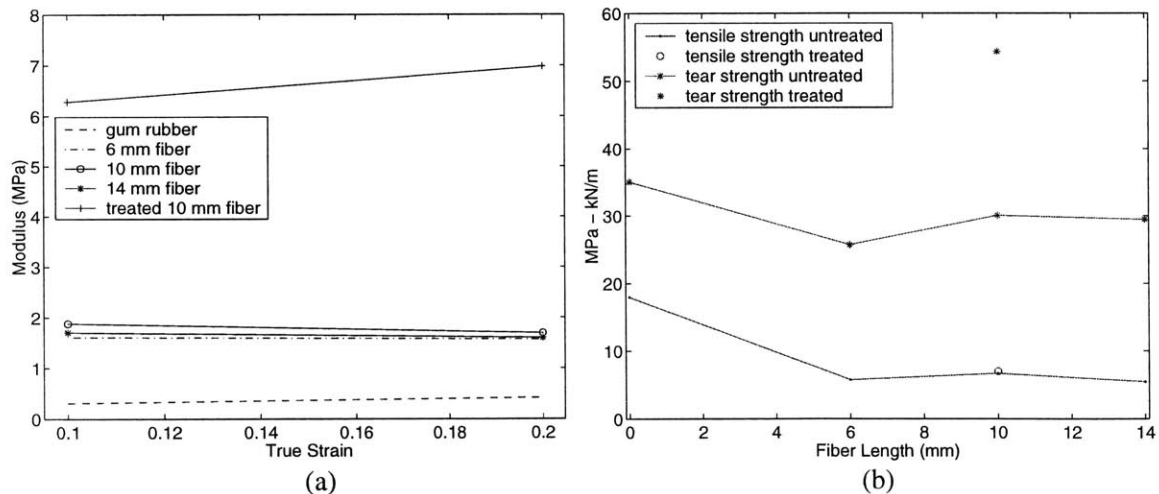 8
7
6
5
4
3
2
1
0
Modulus (MPa)
gum rubber
6 mm fiber
10 mm fiber
14 mm fiber
treated 10 mm fiber
0.1 0.12 0.14 0.16 0.18 0.2
True Strain
(a)
60
50
40
30
20
10
0
MPa – kN/m
tensile strength untreated
tensile strength treated
tear strength untreated
tear strength treated
0 2 4 6 8 10 12 14
Fiber Length (mm)
(b)